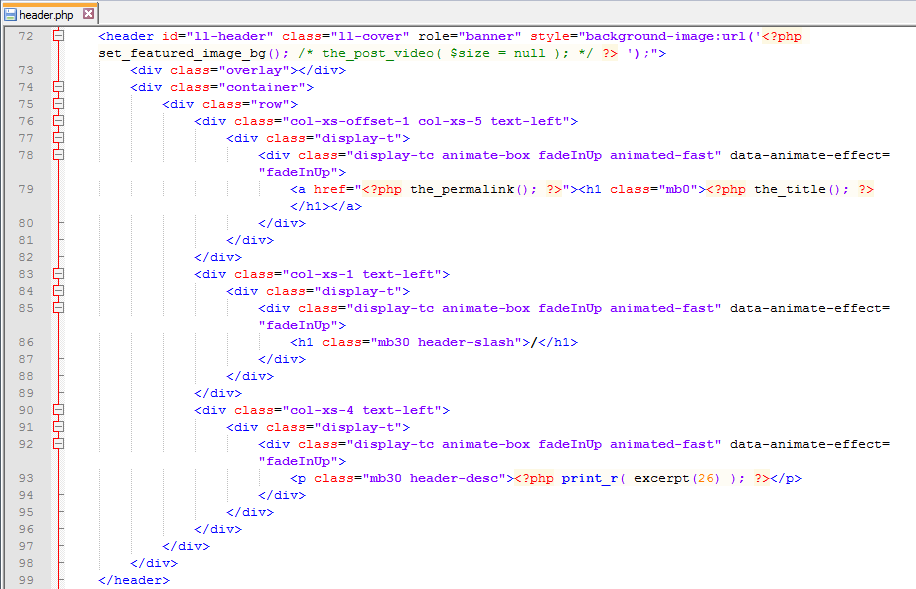 header.php
72 <header id="ll-header" class="ll-cover" role="banner" style="background-image:url('<?php
set_featured_image_bg(); /* the_post_video( $size = null ); */ ?> ');">
73 <div class="overlay"></div>
74 <div class="container">
75 <div class="row">
76 <div class="col-xs-offset-1 col-xs-5 text-left">
77 <div class="display-t">
78 <div class="display-tc animate-box fadeInUp animated-fast" data-animate-effect=
"fadeInUp">
79 <a href="<?php the_permalink(); ?>"><h1 class="mb0"><?php the_title(); ?>
</h1></a>
80 </div>
81 </div>
82 </div>
83 <div class="col-xs-1 text-left">
84 <div class="display-t">
85 <div class="display-tc animate-box fadeInUp animated-fast" data-animate-effect=
"fadeInUp">
86 <h1 class="mb30 header-slash">/</h1>
87 </div>
88 </div>
89 </div>
90 <div class="col-xs-4 text-left">
91 <div class="display-t">
92 <div class="display-tc animate-box fadeInUp animated-fast" data-animate-effect=
"fadeInUp">
93 <p class="mb30 header-desc"><?php print_r( excerpt(26) ); ?></p>
94 </div>
95 </div>
96 </div>
97 </div>
98 </div>
99 </header>